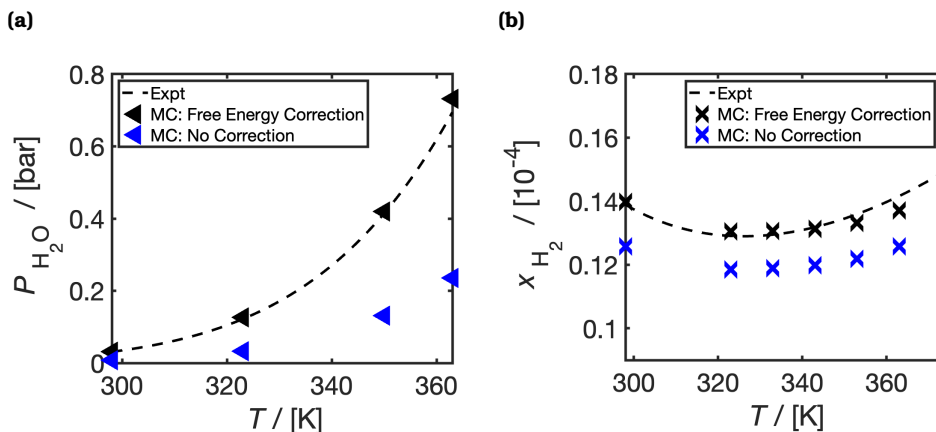 (a)
(b)
0.8
0.6
0.4
0.2
0
300
320
340
360
P H2O / [bar]
T / [K]
Expt
MC: Free Energy Correction
MC: No Correction
0.18
0.16
0.14
0.12
0.1
300
320
340
360
x H2 / [10-4]
T / [K]
Expt
MC: Free Energy Correction
MC: No Correction